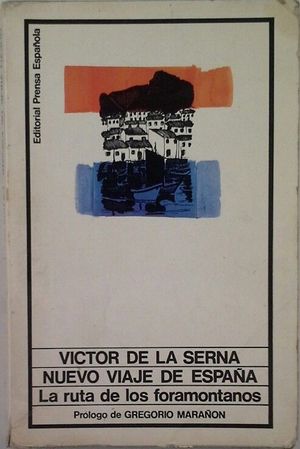 Editorial Prensa Española
VICTOR DE LA SERNA
NUEVO VIAJE DE ESPAÑA
La ruta de los foramontanos
Prólogo de GREGORIO MARAÑON